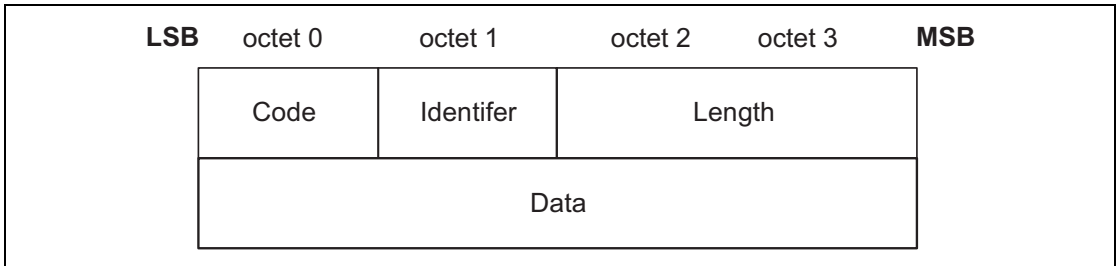 LSB octet 0 octet 1 octet 2 octet 3 MSB
Code Identifer Length
Data